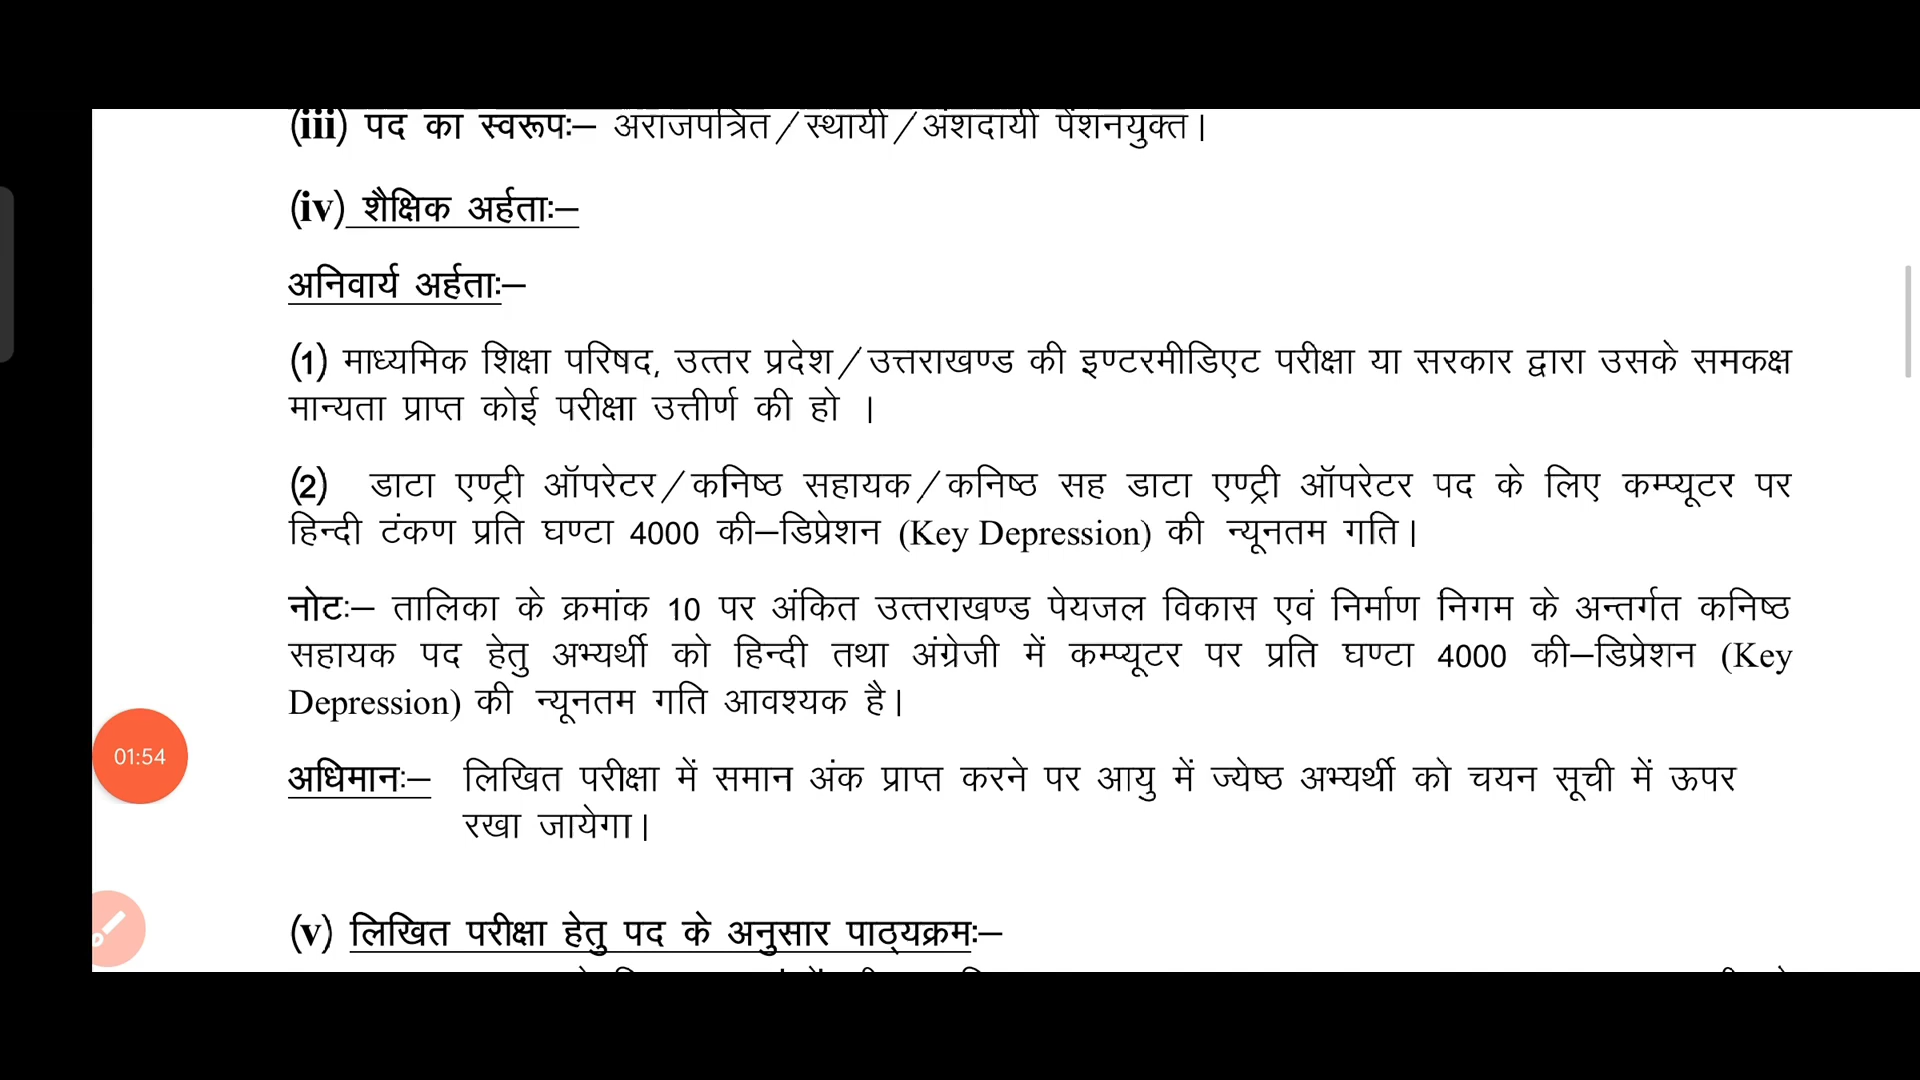 (iii) पद का स्वरूपः– अराजपत्रित/स्थायी/अंशदायी पेंशनयुक्त।
(iv) शैक्षिक अर्हताः–
अनिवार्य अर्हताः–
(1) माध्यमिक शिक्षा परिषद, उत्तर प्रदेश/उत्तराखण्ड की इण्टरमीडिएट परीक्षा या सरकार द्वारा उसके समकक्ष
मान्यता प्राप्त कोई परीक्षा उत्तीर्ण की हो ।
(2) डाटा एण्ट्री ऑपरेटर/कनिष्ठ सहायक/कनिष्ठ सह डाटा एण्ट्री ऑपरेटर पद के लिए कम्प्यूटर पर
हिन्दी टंकण प्रति घण्टा 4000 की–डिप्रेशन (Key Depression) की न्यूनतम गति।
नोटः– तालिका के क्रमांक 10 पर अंकित उत्तराखण्ड पेयजल विकास एवं निर्माण निगम के अन्तर्गत कनिष्ठ
सहायक पद हेतु अभ्यर्थी को हिन्दी तथा अंग्रेजी में कम्प्यूटर पर प्रति घण्टा 4000 की–डिप्रेशन (Key
Depression) की न्यूनतम गति आवश्यक है।
01:54
अधिमानः– लिखित परीक्षा में समान अंक प्राप्त करने पर आयु में ज्येष्ठ अभ्यर्थी को चयन सूची में ऊपर
रखा जायेगा।
(v) लिखित परीक्षा हेतु पद के अनुसार पाठ्यक्रमः–